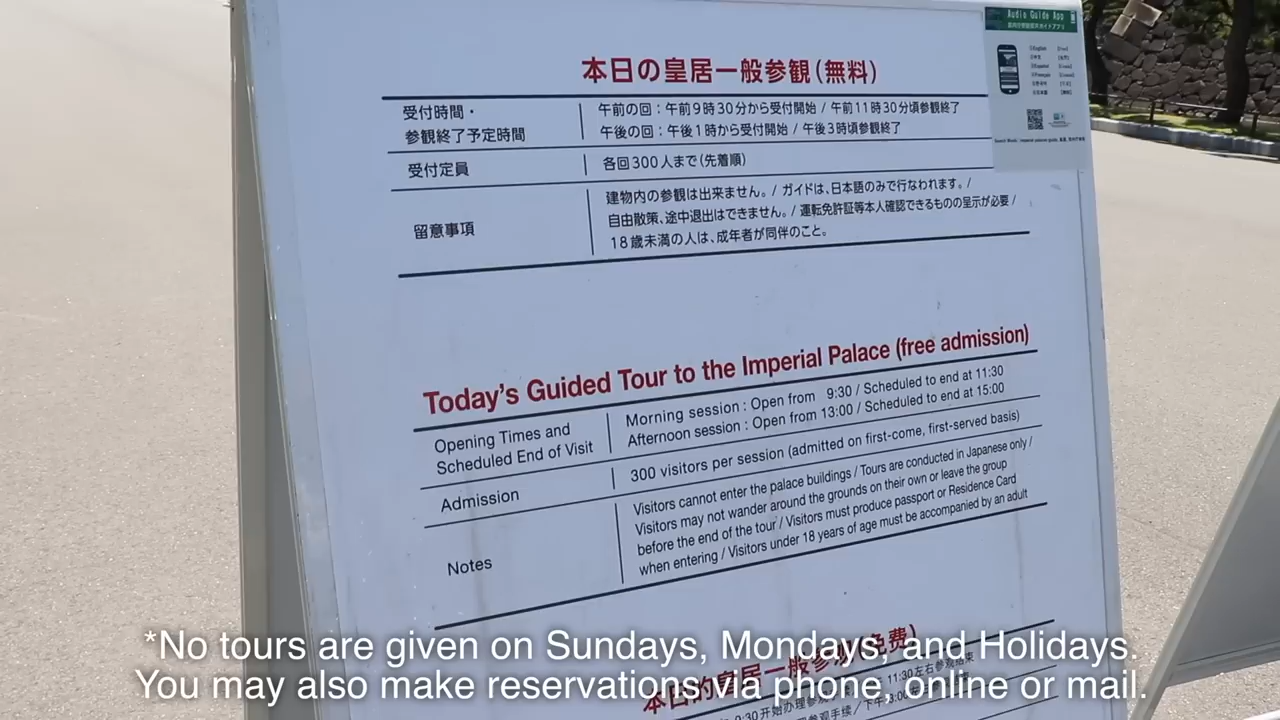 Audio Guide App
本日の皇居一般参観(無料)
受付時間・
参観終了予定時間
午前の回：午前9時30分から受付開始 / 午前11時30分頃参観終了
午後の回：午後1時から受付開始 / 午後3時頃参観終了
受付定員
各回300人まで(先着順)
留意事項
建物内の参観は出来ません。/ ガイドは、日本語のみで行なわれます。/
自由散策、途中退出はできません。/ 運転免許証等本人確認できるものの呈示が必要 /
18歳未満の人は、成年者が同伴のこと。
Today's Guided Tour to the Imperial Palace (free admission)
Opening Times and
Scheduled End of Visit
Morning session : Open from 9:30 / Scheduled to end at 11:30
Afternoon session : Open from 13:00 / Scheduled to end at 15:00
Admission
300 visitors per session (admitted on first-come, first-served basis)
Notes
Visitors cannot enter the palace buildings / Tours are conducted in Japanese only /
Visitors may not wander around the grounds on their own or leave the group
before the end of the tour / Visitors must produce passport or Residence Card
when entering / Visitors under 18 years of age must be accompanied by an adult
本日的皇居一般参观(免费)
*No tours are given on Sundays, Mondays, and Holidays.
You may also make reservations via phone, online or mail.